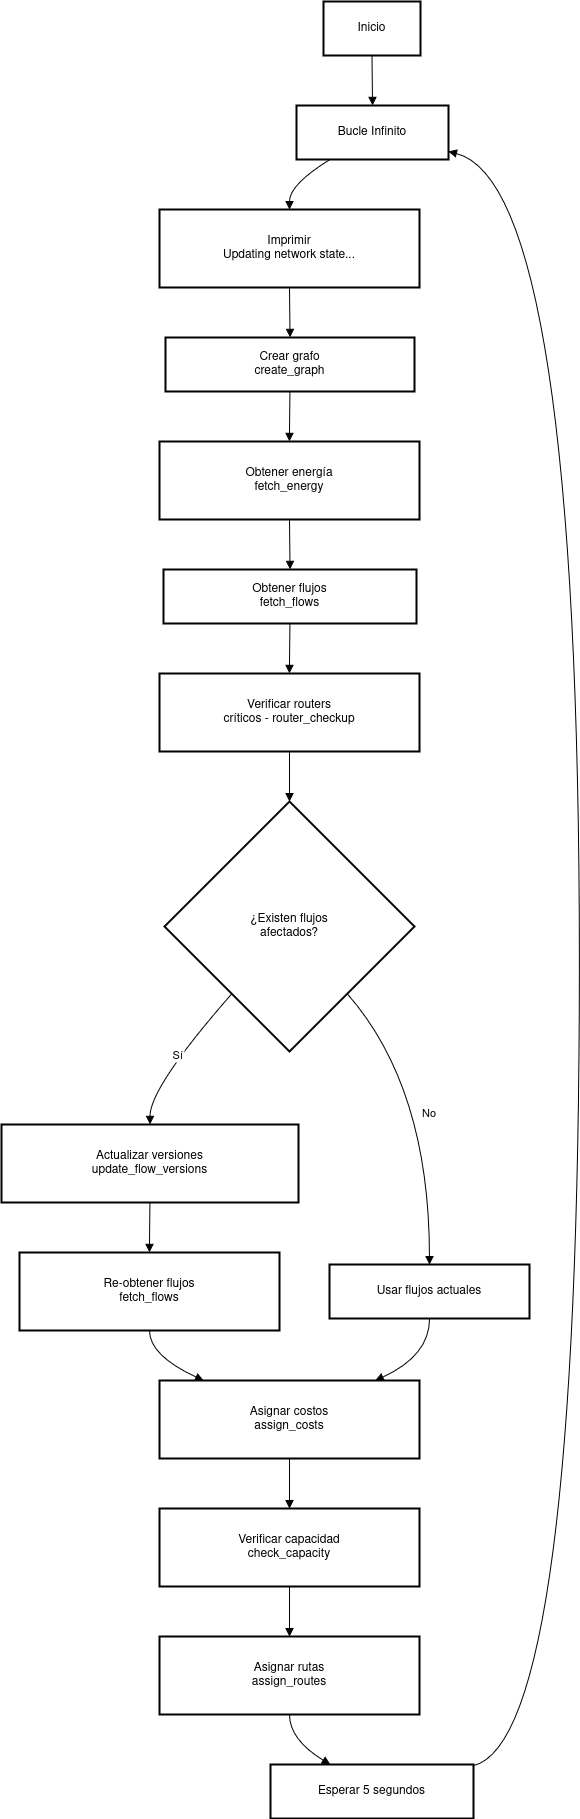 Inicio
Bucle Infinito
Imprimir
Updating network state...
Crear grafo
create_graph
Obtener energía
fetch_energy
Obtener flujos
fetch_flows
Verificar routers
críticos - router_checkup
¿Existen flujos
afectados?
Sí
No
Actualizar versiones
update_flow_versions
Re-obtener flujos
fetch_flows
Usar flujos actuales
Asignar costos
assign_costs
Verificar capacidad
check_capacity
Asignar rutas
assign_routes
Esperar 5 segundos